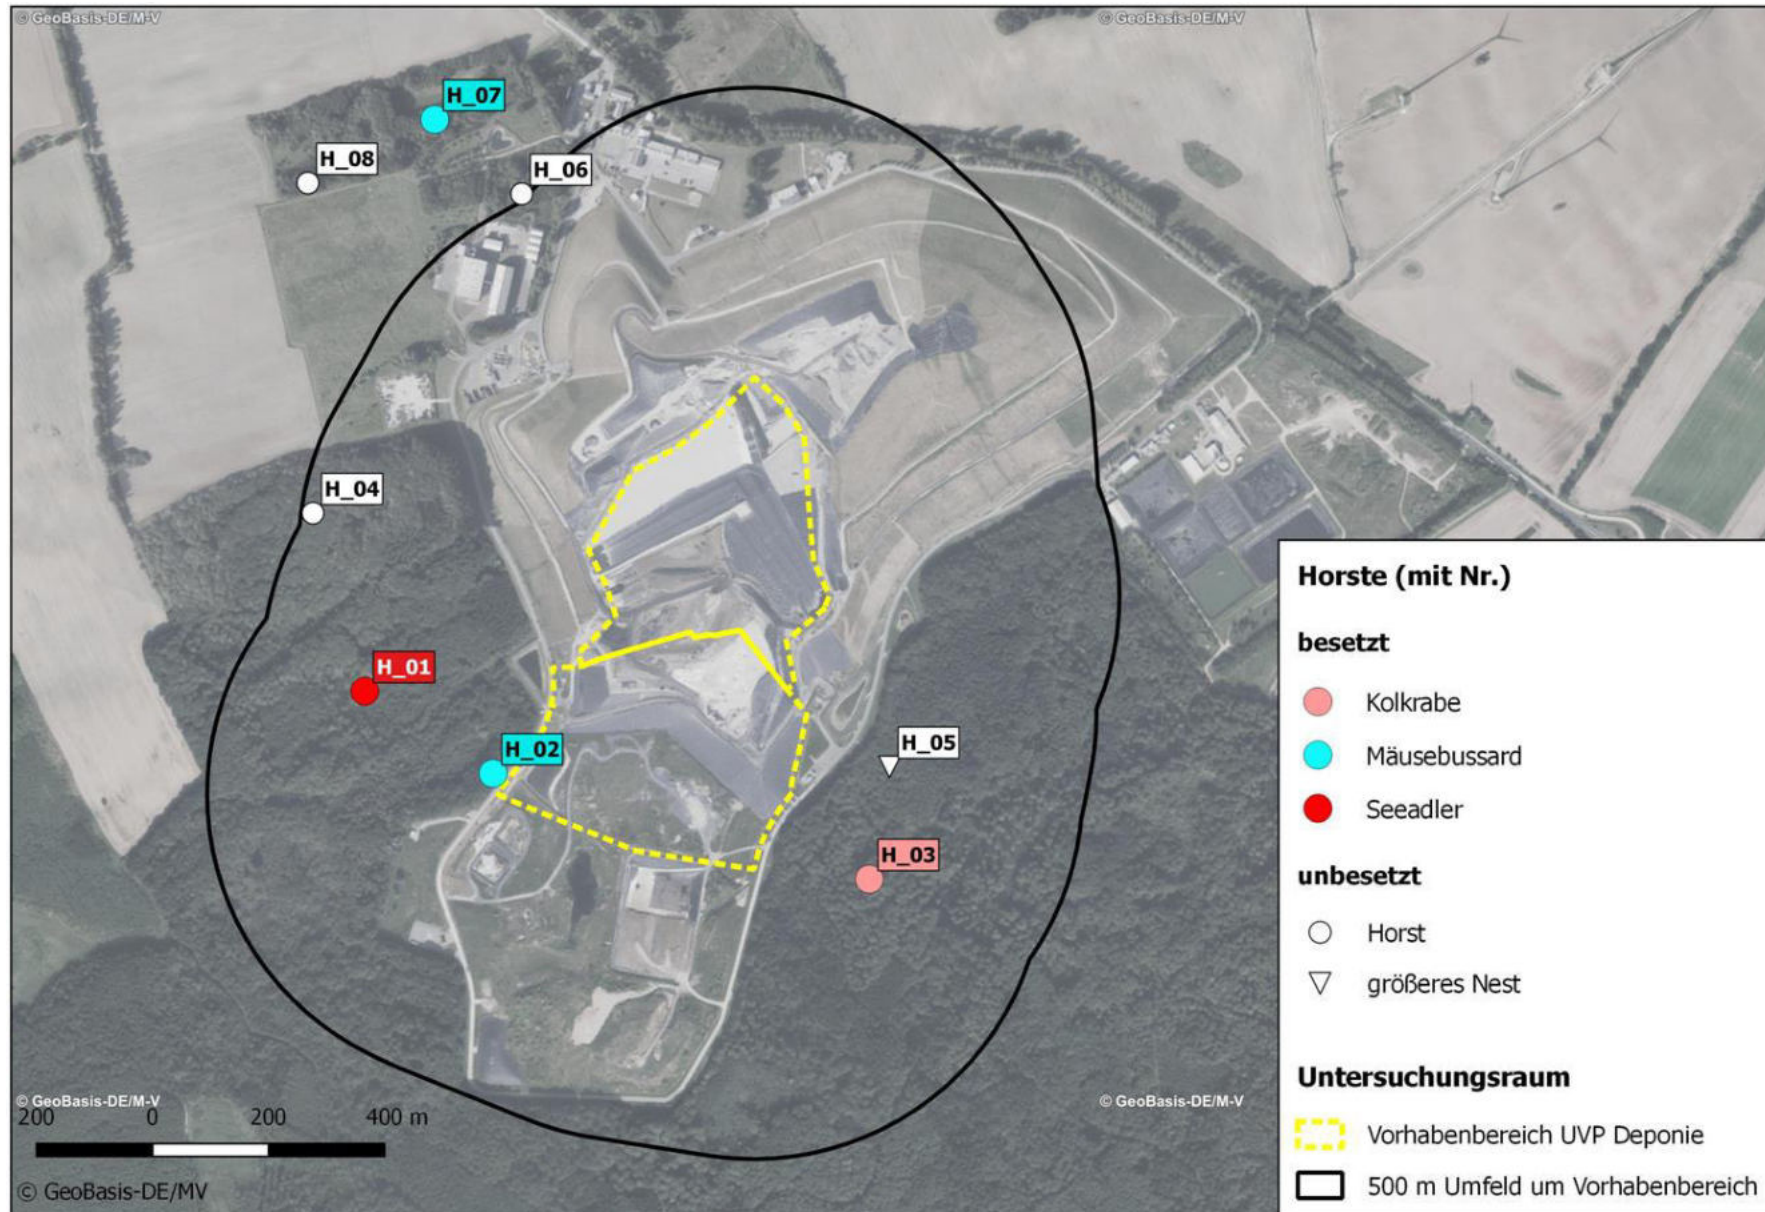 © GeoBasis-DE/M-V
© GeoBasis-DE/M-V
H_07
H_08
H_06
H_04
H_01
H_02
H_05
H_03
Horste (mit Nr.)
besetzt
Kolkrabe
Mäusebussard
Seeadler
unbesetzt
Horst
größeres Nest
Untersuchungsraum
Vorhabenbereich UVP Deponie
500 m Umfeld um Vorhabenbereich
© GeoBasis-DE/M-V
© GeoBasis-DE/M-V
200 0 200 400 m
© GeoBasis-DE/MV